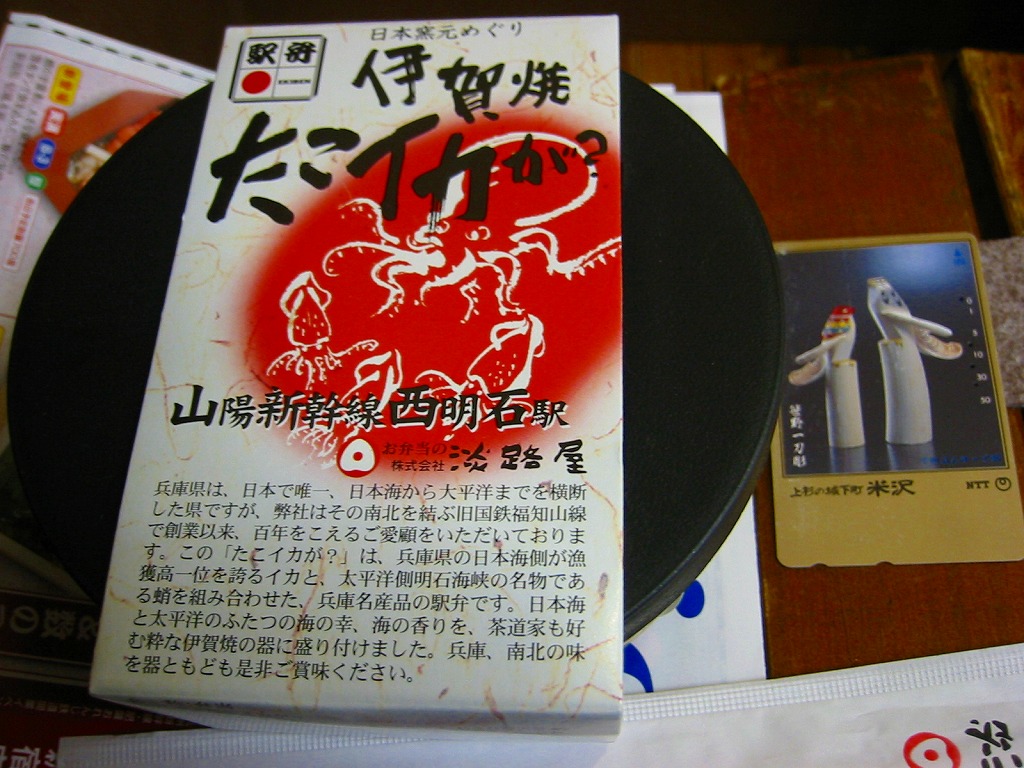 日本窯元めぐり
駅弁
EKIBEN
伊賀焼
たこイカが?
山陽新幹線西明石駅
お弁当の
株式会社 淡路屋
兵庫県は、日本で唯一、日本海から太平洋までを横断
した県ですが、弊社はその南北を結ぶ旧国鉄福知山線
で創業以来、百年をこえるご愛顧をいただいておりま
す。この「たこイカが?」は、兵庫県の日本海側が漁
獲高一位を誇るイカと、太平洋側明石海峡の名物であ
る蛸を組み合わせた、兵庫名産品の駅弁です。日本海
と太平洋のふたつの海の幸、海の香りを、茶道家も好
む粋な伊賀焼の器に盛り付けました。兵庫、南北の味
を器ともども是非ご賞味ください。
0
1
5
10
30
50
笹野一刀彫
上杉の城下町 米沢
NTT